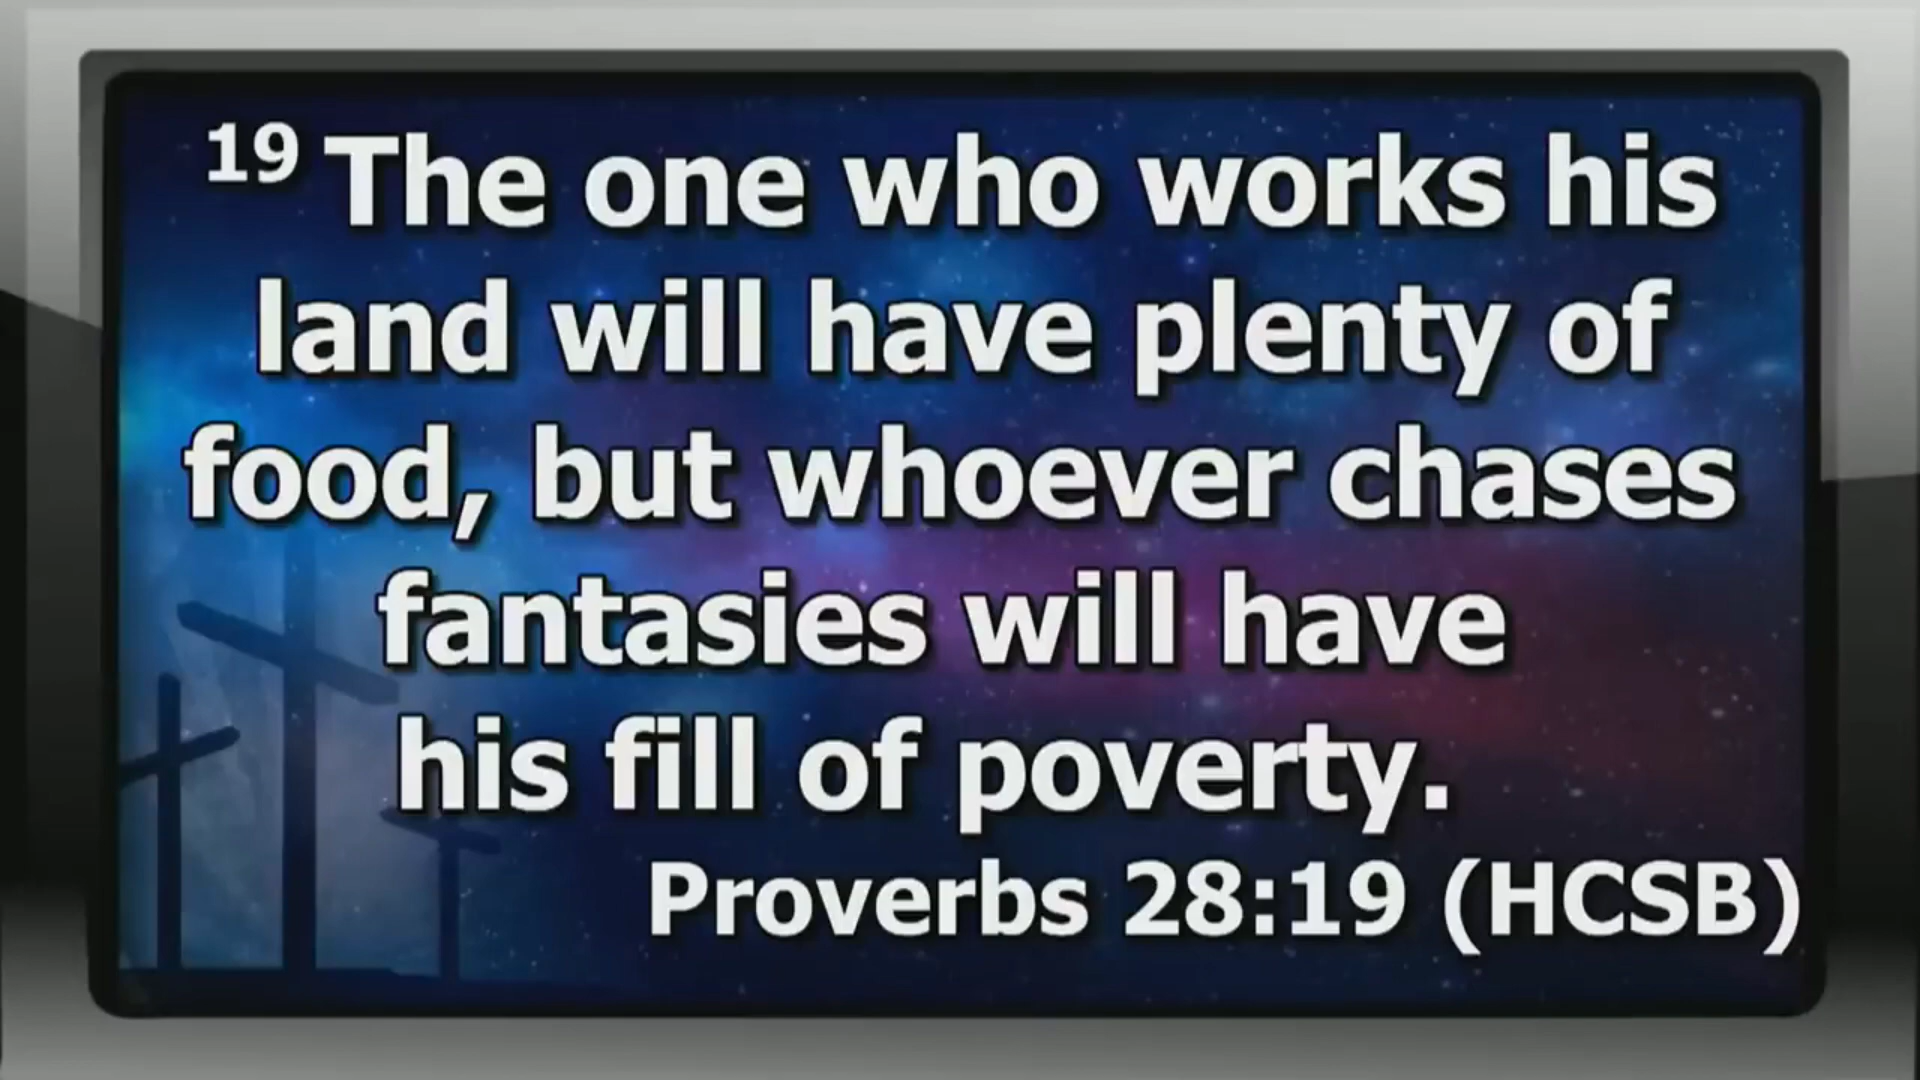 19 The one who works his
land will have plenty of
food, but whoever chases
fantasies will have
his fill of poverty.
Proverbs 28:19 (HCSB)